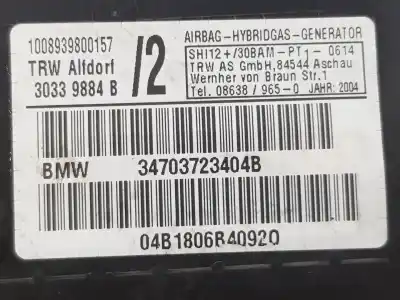 1008939800157
TRW Alfdorf
3033 9884 B
/2
AIRBAG-HYBRIDGAS-GENERATOR
SHI12+/30BAM-PT1-0614
TRW AS GmbH,84544 Aschau
Wernher von Braun Str.1
Tel. 08638/965-0 JAHR: 2004
BMW 34703723404B
04B1806B4092O